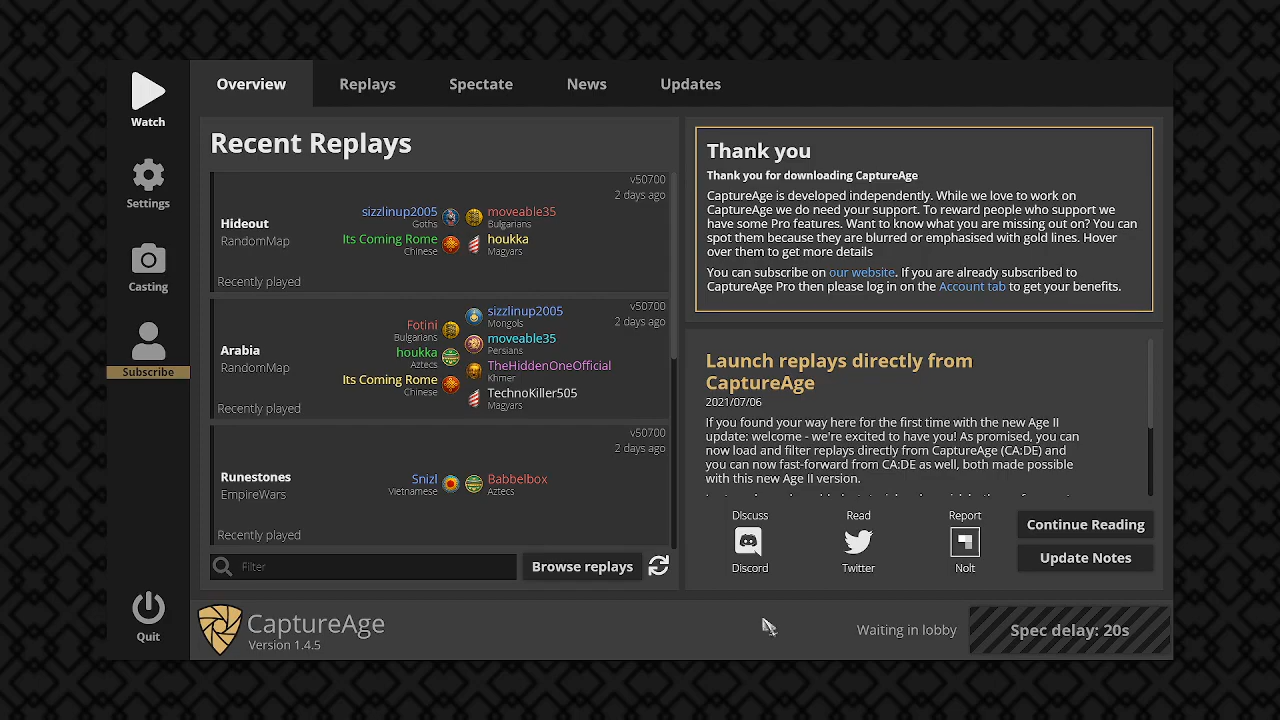 Watch
Settings
Casting
Subscribe
Quit
Overview
Replays
Spectate
News
Updates
Recent Replays
v50700
2 days ago
Hideout
RandomMap
sizzlinup2005
Goths
moveable35
Bulgarians
Its Coming Rome
Chinese
houkka
Magyars
Recently played
v50700
2 days ago
Arabia
RandomMap
Fotini
Bulgarians
houkka
Aztecs
Its Coming Rome
Chinese
sizzlinup2005
Mongols
moveable35
Persians
TheHiddenOneOfficial
Khmer
TechnoKiller505
Magyars
Recently played
v50700
2 days ago
Runestones
EmpireWars
Snizl
Vietnamese
Babbelbox
Aztecs
Recently played
Filter
Browse replays
Thank you
Thank you for downloading CaptureAge
CaptureAge is developed independently. While we love to work on
CaptureAge we do need your support. To reward people who support we
have some Pro features. Want to know what you are missing out on? You can
spot them because they are blurred or emphasised with gold lines. Hover
over them to get more details
You can subscribe on our website. If you are already subscribed to
CaptureAge Pro then please log in on the Account tab to get your benefits.
Launch replays directly from
CaptureAge
2021/07/06
If you found your way here for the first time with the new Age II
update: welcome - we're excited to have you! As promised, you can
now load and filter replays directly from CaptureAge (CA:DE) and
you can now fast-forward from CA:DE as well, both made possible
with this new Age II version.
Discuss
Discord
Read
Twitter
Report
Nolt
Continue Reading
Update Notes
CaptureAge
Version 1.4.5
Waiting in lobby
Spec delay: 20s